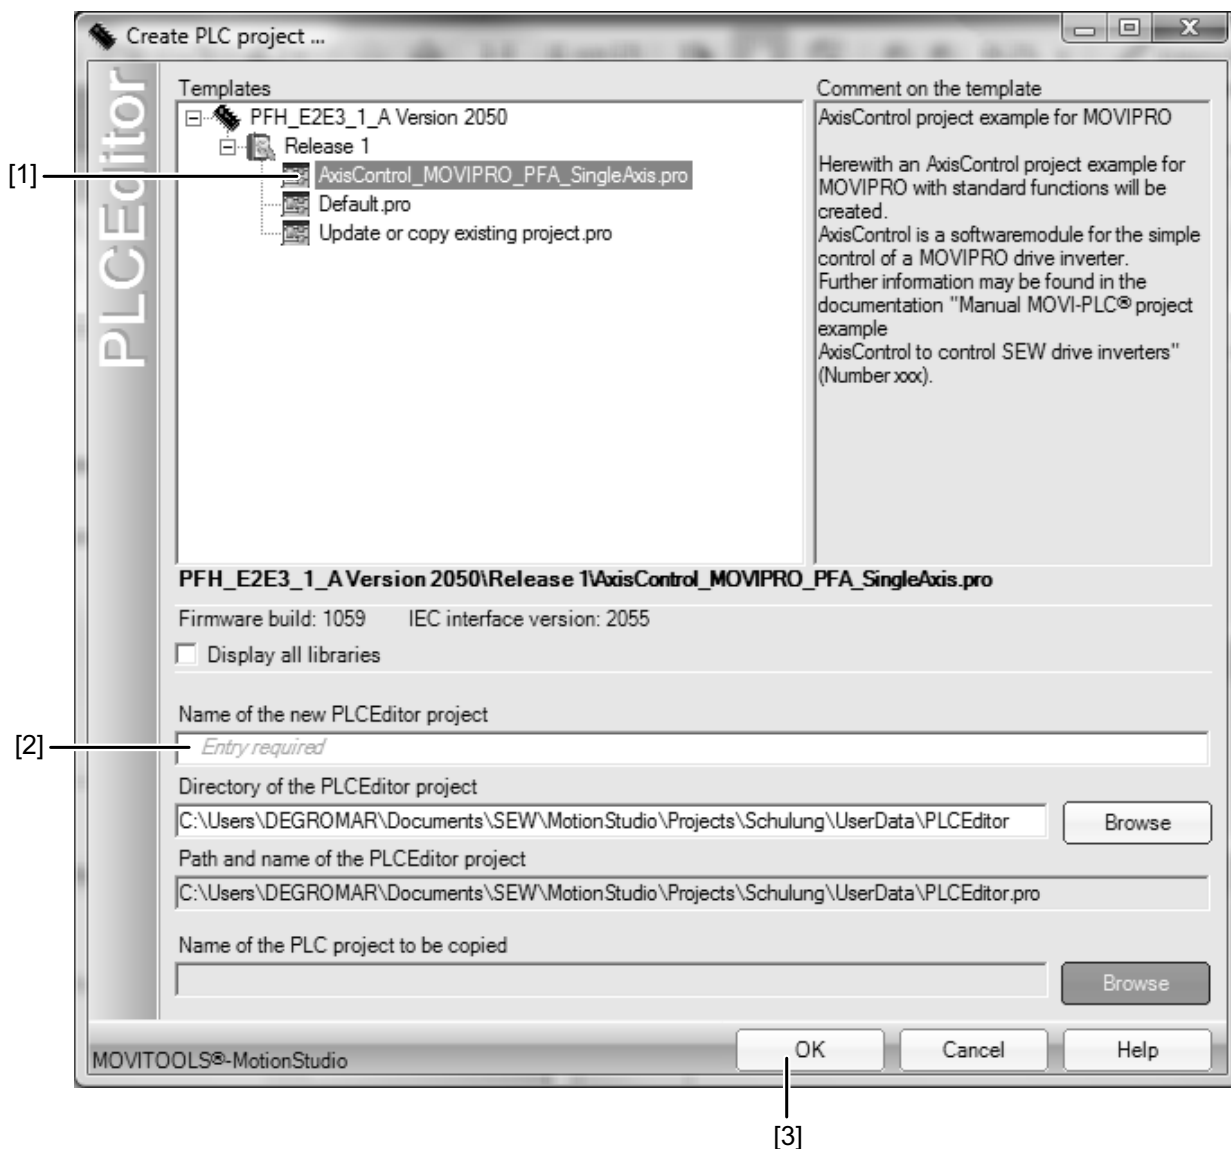 Create PLC project ...
PLCEditor
Templates
PFH_E2E3_1_A Version 2050
Release 1
[1]
AxisControl_MOVIPRO_PFA_SingleAxis.pro
Default.pro
Update or copy existing project.pro
Comment on the template
AxisControl project example for MOVIPRO
Herewith an AxisControl project example for
MOVIPRO with standard functions will be
created.
AxisControl is a softwaremodule for the simple
control of a MOVIPRO drive inverter.
Further information may be found in the
documentation "Manual MOVI-PLC® project
example
AxisControl to control SEW drive inverters"
(Number xxx).
PFH_E2E3_1_A Version 2050\Release 1\AxisControl_MOVIPRO_PFA_SingleAxis.pro
Firmware build: 1059 IEC interface version: 2055
Display all libraries
Name of the new PLCEditor project
[2]
Entry required
Directory of the PLCEditor project
C:\Users\DEGROMAR\Documents\SEW\MotionStudio\Projects\Schulung\UserData\PLCEditor
Browse
Path and name of the PLCEditor project
C:\Users\DEGROMAR\Documents\SEW\MotionStudio\Projects\Schulung\UserData\PLCEditor.pro
Name of the PLC project to be copied
Browse
MOVITOOLS®-MotionStudio
OK
Cancel
Help
[3]